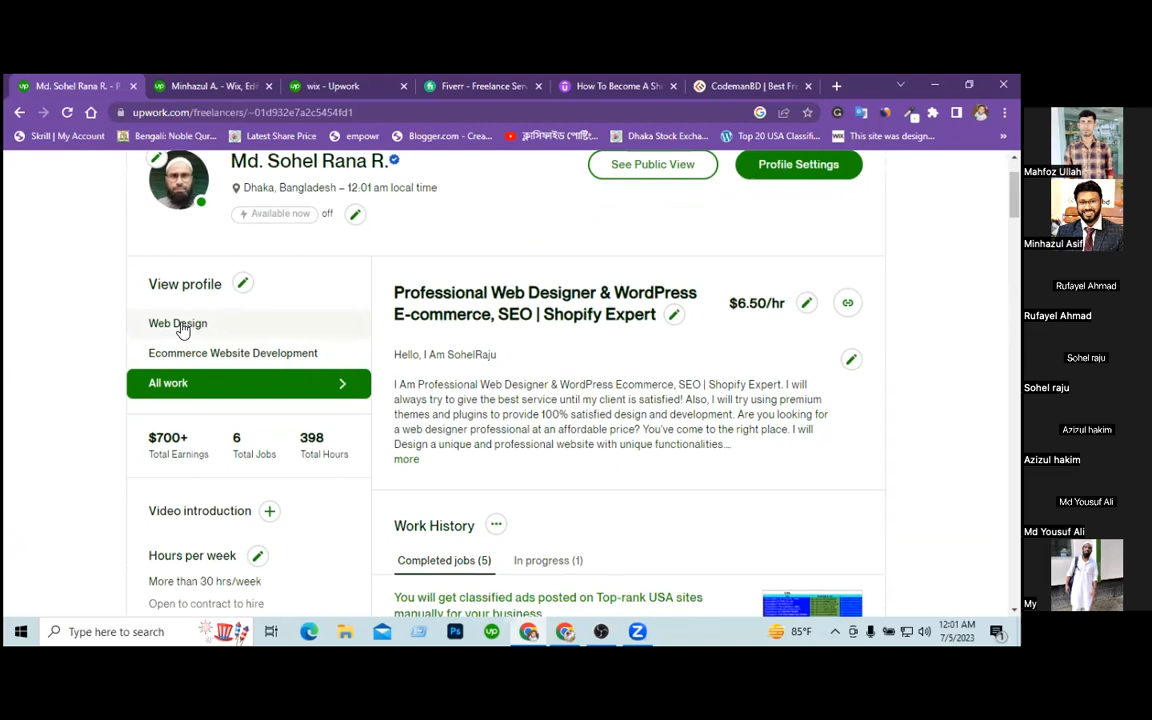 Md. Sohel Rana R. - P
Minhazul A. - Wix, Edi
wix - Upwork
Fiverr - Freelance Serv
How To Become A Sh
CodemanBD | Best Fr
upwork.com/freelancers/~01d932e7a2c5454fd1
Skrill | My Account
Bengali: Noble Qur...
Latest Share Price
empowr
Blogger.com - Crea...
ক্লাসিফাইড পোস্টিং...
Dhaka Stock Excha...
Top 20 USA Classifi...
WIX This site was design...
Md. Sohel Rana R.
Dhaka, Bangladesh – 12:01 am local time
Available now off
See Public View
Profile Settings
View profile
Web Design
Ecommerce Website Development
All work
$700+
Total Earnings
6
Total Jobs
398
Total Hours
Video introduction
Hours per week
More than 30 hrs/week
Open to contract to hire
Professional Web Designer & WordPress
E-commerce, SEO | Shopify Expert
$6.50/hr
Hello, I Am SohelRaju
I Am Professional Web Designer & WordPress Ecommerce, SEO | Shopify Expert. I will
always try to give the best service until my client is satisfied! Also, I will try using premium
themes and plugins to provide 100% satisfied design and development. Are you looking for
a web designer professional at an affordable price? You've come to the right place. I will
Design a unique and professional website with unique functionalities....
more
Work History
Completed jobs (5)
In progress (1)
You will get classified ads posted on Top-rank USA sites
manually for your business
Type here to search
Ps
up
85°F
12:01 AM
7/5/2023
Mahfoz Ullah
Minhazul Asif
Rufayel Ahmad
Rufayel Ahmad
Sohel raju
Sohel raju
Azizul hakim
Azizul hakim
Md Yousuf Ali
Md Yousuf Ali
My